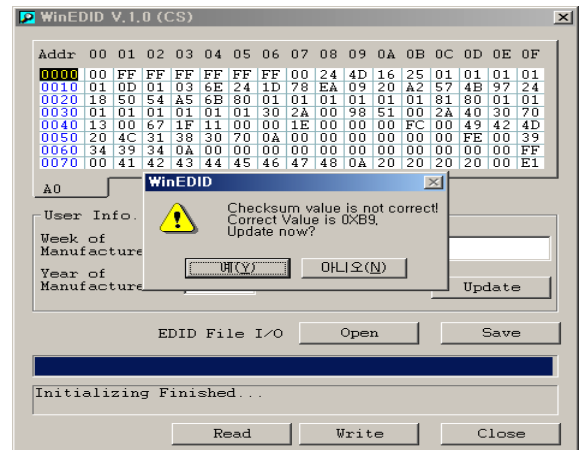 WinEDID V.1.0 (CS)
Addr 00 01 02 03 04 05 06 07 08 09 0A 0B 0C 0D 0E 0F
0000 00 FF FF FF FF FF FF 00 24 4D 16 25 01 01 01 01
0010 01 0D 01 03 6E 24 1D 78 EA 09 20 A2 57 4B 97 24
0020 18 50 54 A5 6B 80 01 01 01 01 01 01 81 80 01 01
0030 01 01 01 01 01 01 30 2A 00 98 51 00 2A 40 30 70
0040 13 00 67 1F 11 00 00 1E 00 00 00 FC 00 49 42 4D
0050 20 4C 31 38 30 70 0A 00 00 00 00 00 00 FE 00 39
0060 34 39 34 0A 00 00 00 00 00 00 00 00 00 00 00 FF
0070 00 41 42 43 44 45 46 47 48 0A 20 20 20 20 00 E1
A0
WinEDID
Checksum value is not correct!
Correct Value is 0XB9,
Update now?
예(Y)
아니오(N)
User Info.
Week of
Manufacture
Year of
Manufacture
Update
EDID File I/O
Open
Save
Initializing Finished...
Read
Write
Close